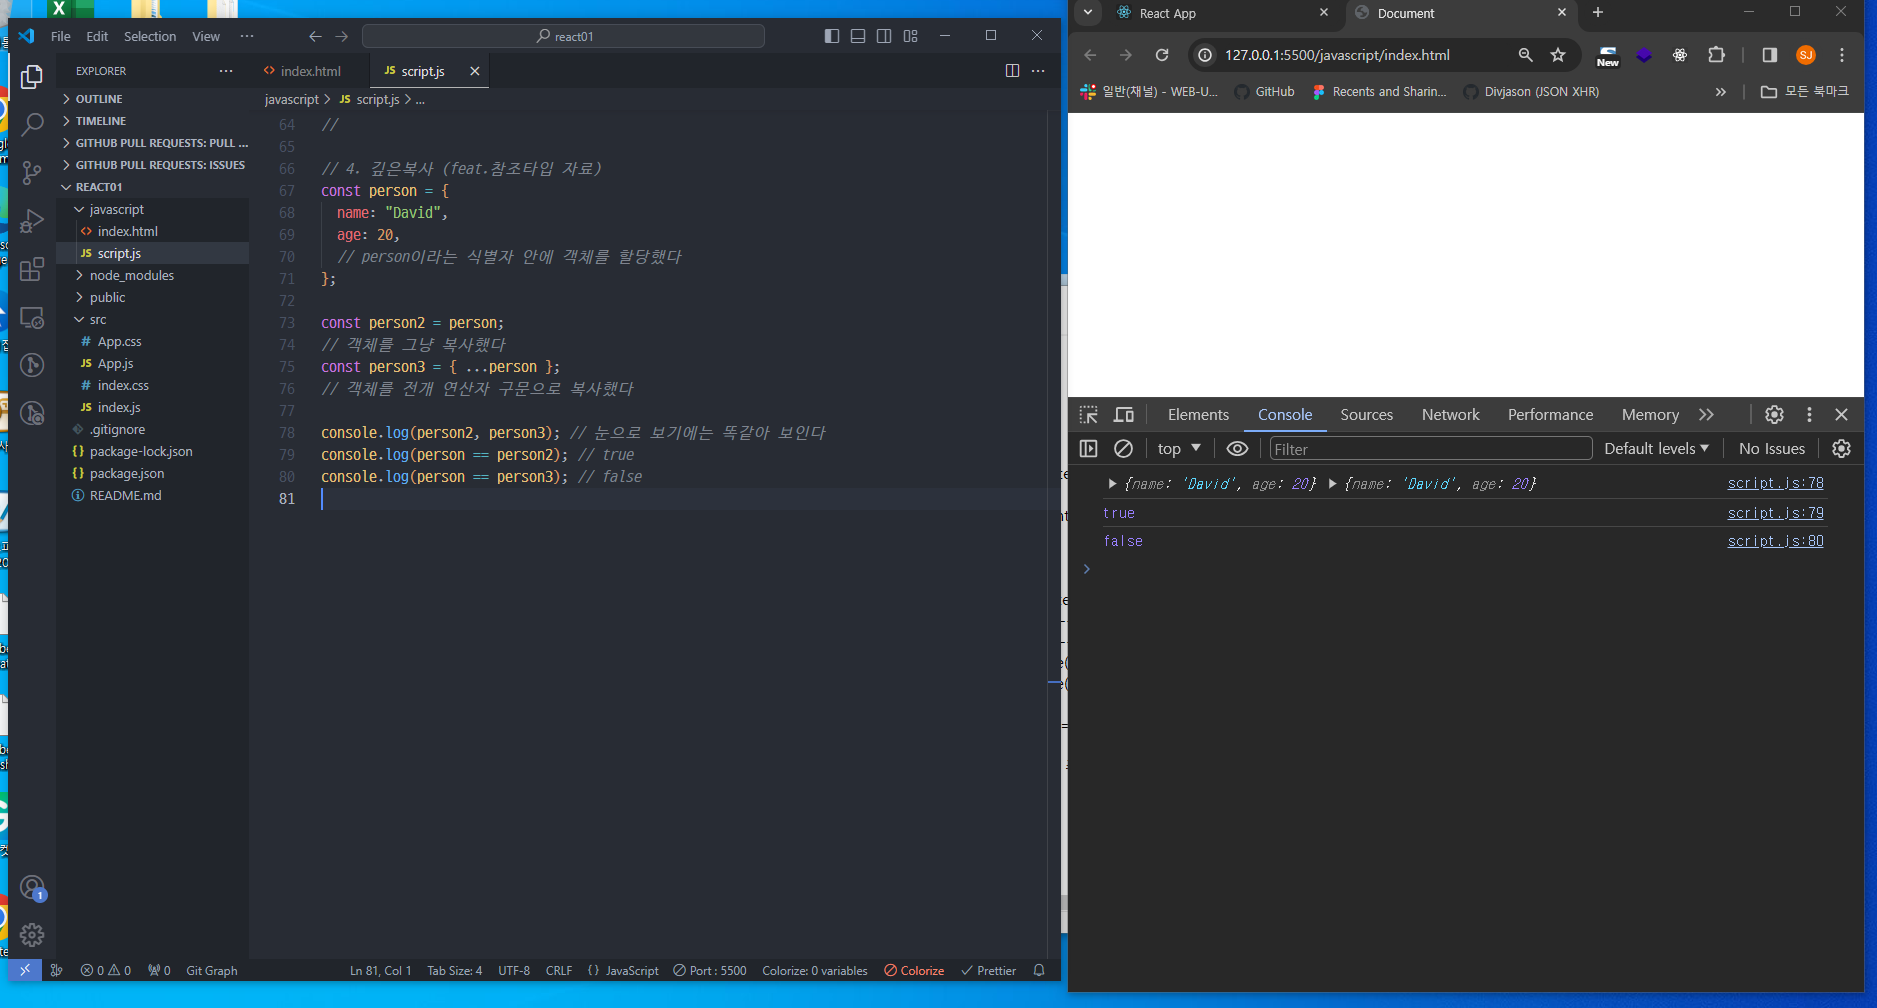 File Edit Selection View ··· react01
EXPLORER ···
OUTLINE
TIMELINE
GITHUB PULL REQUESTS: PULL ...
GITHUB PULL REQUESTS: ISSUES
REACT01
javascript
index.html
JS script.js
node_modules
public
src
# App.css
JS App.js
# index.css
JS index.js
.gitignore
{} package-lock.json
{} package.json
README.md
1
index.html JS script.js
javascript > JS script.js > ...
64 //
65
66 // 4. 깊은복사 (feat.참조타입 자료)
67 const person = {
68 name: "David",
69 age: 20,
70 // person이라는 식별자 안에 객체를 할당했다
71 };
72
73 const person2 = person;
74 // 객체를 그냥 복사했다
75 const person3 = { ...person };
76 // 객체를 전개 연산자 구문으로 복사했다
77
78 console.log(person2, person3); // 눈으로 보기에는 똑같아 보인다
79 console.log(person == person2); // true
80 console.log(person == person3); // false
81
0 0 0 Git Graph Ln 81, Col 1 Tab Size: 4 UTF-8 CRLF {} JavaScript Port : 5500 Colorize: 0 variables Colorize Prettier
React App Document
127.0.0.1:5500/javascript/index.html New SJ
일반(채널) - WEB-U... GitHub Recents and Sharin... Divjason (JSON XHR) 모든 북마크
Elements Console Sources Network Performance Memory
top Filter Default levels No Issues
{name: 'David', age: 20} {name: 'David', age: 20} script.js:78
true script.js:79
false script.js:80